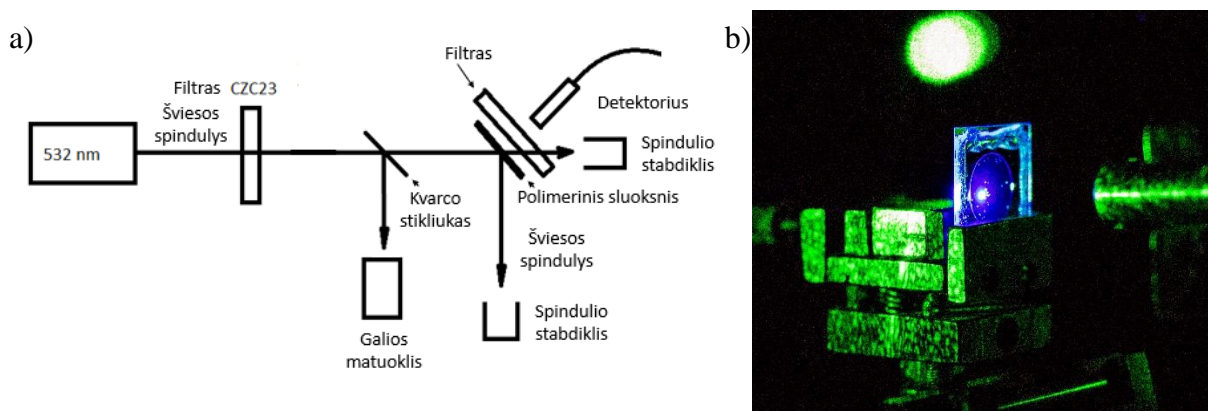 a)
b)
Filtras
Filtras CZC23
Šviesos
spindulys
Detektorius
532 nm
Spindulio
stabdiklis
Kvarco
stikliukas
Polimerinis sluoksnis
Šviesos
spindulys
Galios
matuoklis
Spindulio
stabdiklis